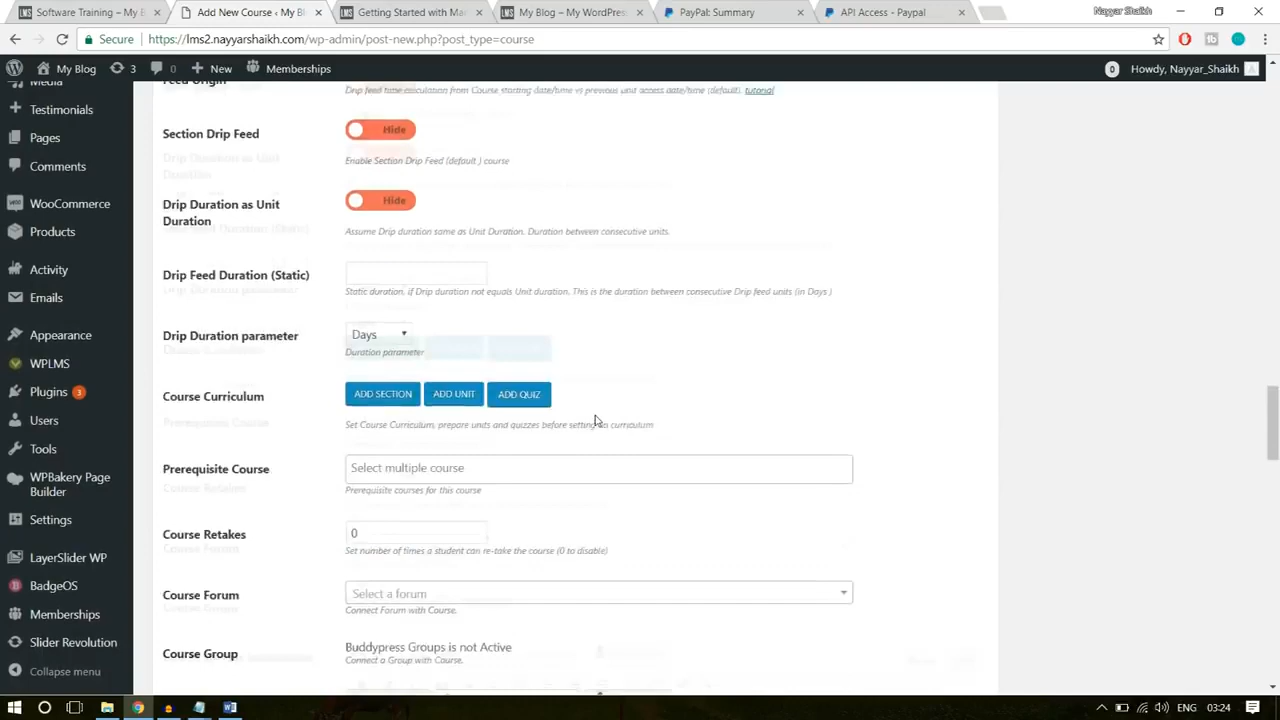 Software Training – My B
Add New Course ‹ My Bl
Getting Started with Ma
My Blog – My WordPress
PayPal: Summary
API Access - Paypal
Nayyar Shaikh
Secure
https://lms2.nayyarshaikh.com/wp-admin/post-new.php?post_type=course
My Blog
3
New
Memberships
0
Howdy, Nayyar_Shaikh
Media
Testimonials
Pages
Comments
WooCommerce
Products
Activity
Emails
Appearance
WPLMS
Plugins 3
Users
Tools
WPBakery Page
Builder
Settings
LayerSlider WP
BadgeOS
Memberships
Slider Revolution
Collapse menu
Feed Origin
Drip feed time calculation from Course starting date/time vs previous unit access date/time (default). tutorial
Section Drip Feed
Hide
Enable Section Drip Feed (default ) course
Drip Duration as Unit
Duration
Hide
Assume Drip duration same as Unit Duration. Duration between consecutive units.
Drip Feed Duration (Static)
Static duration, if Drip duration not equals Unit duration. This is the duration between consecutive Drip feed units (in Days )
Drip Duration parameter
Days
Duration parameter
Course Curriculum
ADD SECTION
ADD UNIT
ADD QUIZ
Set Course Curriculum, prepare units and quizzes before setting up curriculum
Prerequisite Course
Select multiple course
Prerequisite courses for this course
Course Retakes
0
Set number of times a student can re-take the course (0 to disable)
Course Forum
Select a forum
Connect Forum with Course.
Course Group
Buddypress Groups is not Active
Connect a Group with Course.
ENG
03:24